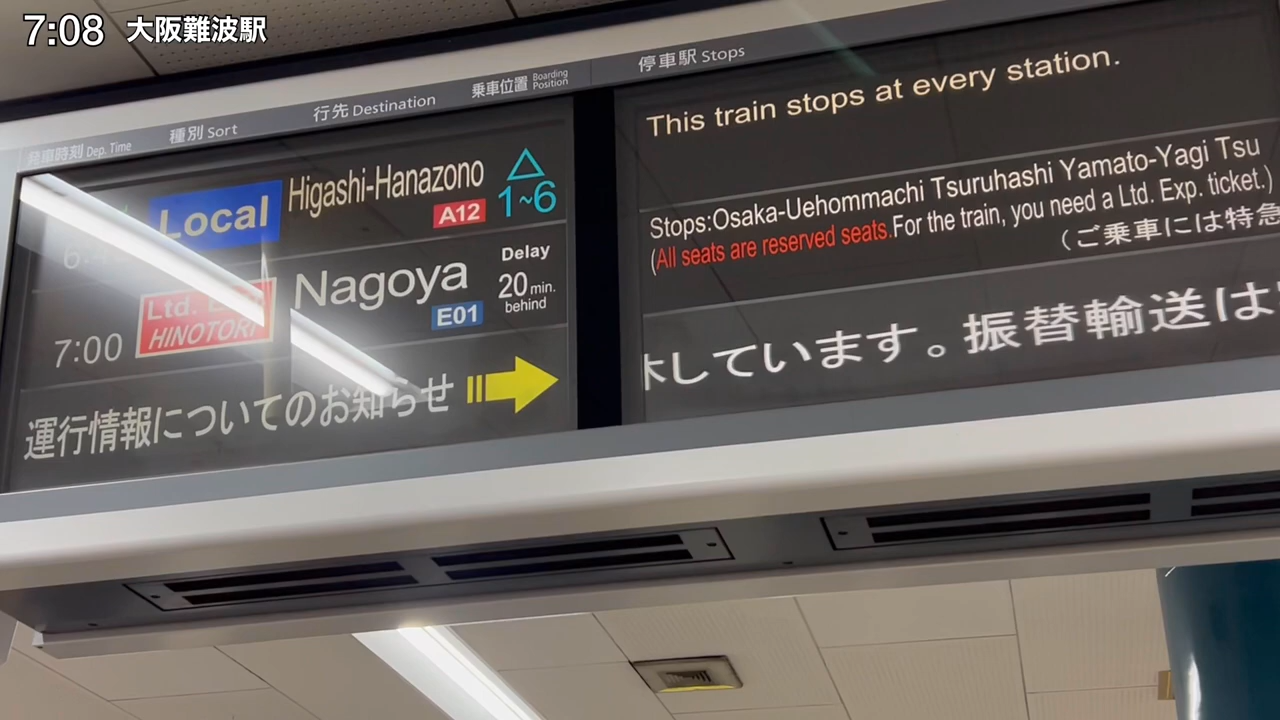 7:08 大阪難波駅
発車時刻 Dep. Time 種別 Sort 行先 Destination 乗車位置 Boarding Position 停車駅 Stops
Local Higashi-Hanazono △
A12 1~6
This train stops at every station.
7:00 Ltd. HINOTORI Nagoya E01 Delay 20 min. behind
Stops:Osaka-Uehommachi Tsuruhashi Yamato-Yagi Tsu
(All seats are reserved seats.For the train, you need a Ltd. Exp. ticket.)
(ご乗車には特急
運行情報についてのお知らせ
しています。振替輸送は